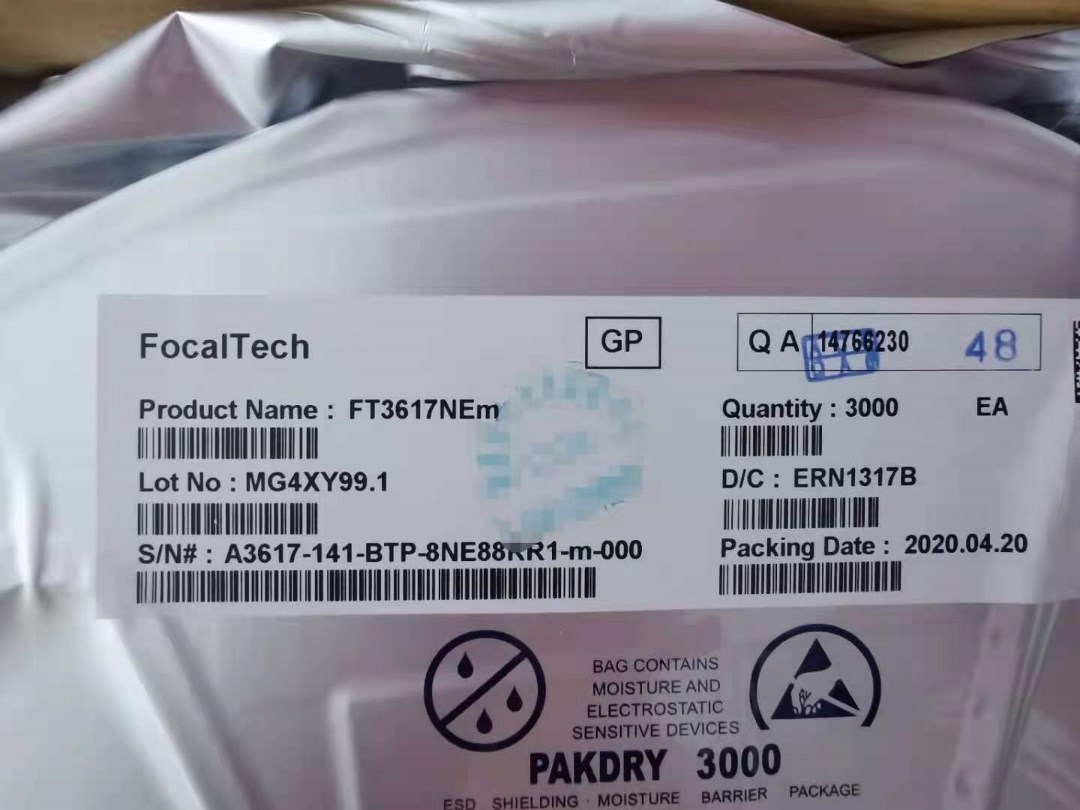 FocalTech
GP
Q A 14766230 48
Product Name : FT3617NEm
Quantity : 3000 EA
Lot No : MG4XY99.1
D/C : ERN1317B
S/N# : A3617-141-BTP-8NE88RR1-m-000
Packing Date : 2020.04.20
BAG CONTAINS
MOISTURE AND
ELECTROSTATIC
SENSITIVE DEVICES
PAKDRY 3000
ESD SHIELDING · MOISTURE BARRIER PACKAGE